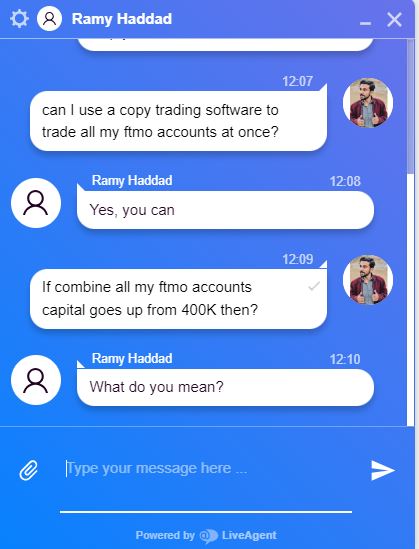 Ramy Haddad
12:07
can I use a copy trading software to
trade all my ftmo accounts at once?
Ramy Haddad 12:08
Yes, you can
12:09
If combine all my ftmo accounts
capital goes up from 400K then?
Ramy Haddad 12:10
What do you mean?
Type your message here ...
Powered by LiveAgent